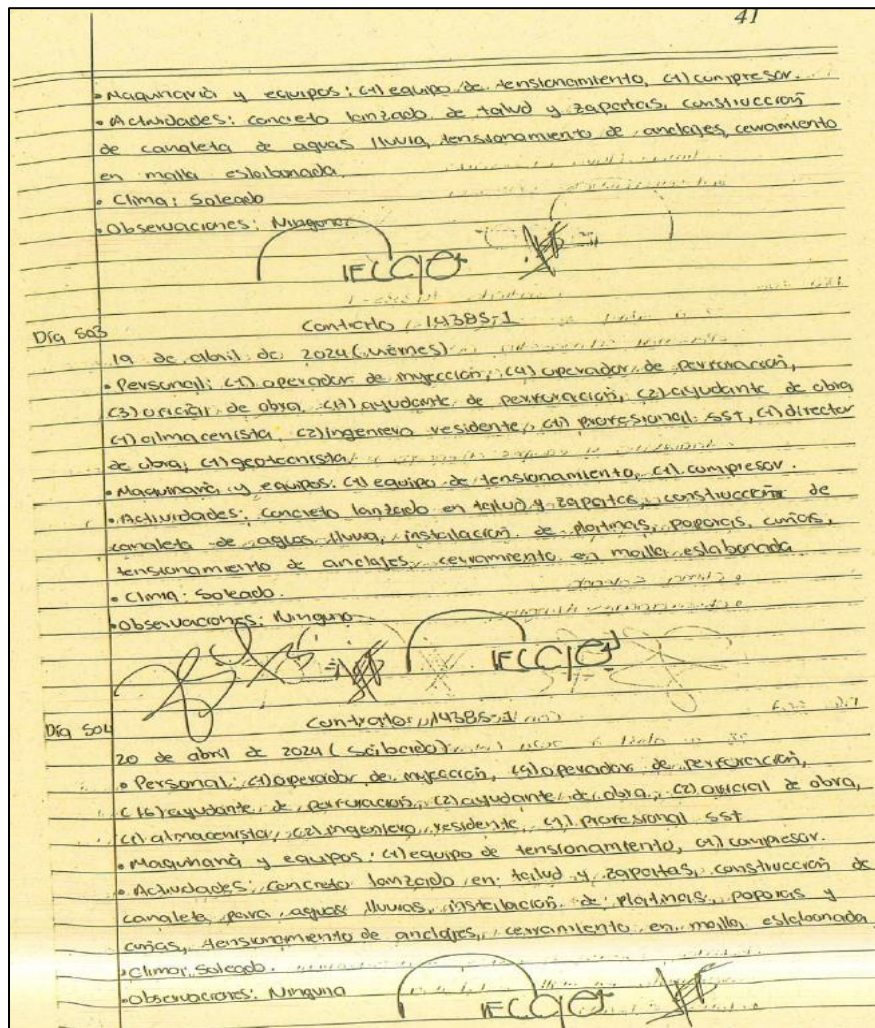 41
• Maquinaria y equipos: (1) equipo de tensionamiento, (1) compresor.
• Actividades: concreto lanzado de talud y zapatas, construcción
de canaleta de aguas lluvia, tensionamiento de anclajes, cerramiento
en malla eslabonada
• Clima: Soleado
• Observaciones: Ninguna
Día 503
Contrato 14385-1
19 de abril de 2024 (viernes)
• Personal: (1) operador de inyección, (4) operador de perforación,
(3) oficial de obra, ayudante de perforación, (2) ayudante de obra
(1) almacenista, (2) ingeniero residente, (1) profesional SST, (1) director
de obra, (1) geotecnista
• Maquinaria y equipos: (1) equipo de tensionamiento, (1) compresor.
• Actividades: concreto lanzado en talud y zapatas, construcción de
canaleta de aguas lluvia, instalación de platinas, poporas, cuñas,
tensionamiento de anclajes, cerramiento en malla eslabonada
• Clima: Soleado.
• Observaciones: Ninguna
Día 504
Contrato: 14385-1
20 de abril de 2024 (sábado)
• Personal: (1) operador de inyección, operador de perforación,
(6) ayudante de perforación, (2) ayudante de obra, (2) oficial de obra,
(1) almacenista, (2) ingeniero residente, (1) profesional SST
• Maquinaria y equipos: (1) equipo de tensionamiento, (1) compresor.
• Actividades: concreto lanzado en talud y zapatas, construcción de
canaleta para aguas lluvias, instalación de platinas, poporas y
cuñas, tensionamiento de anclajes, cerramiento en malla eslabonada
• Clima: Soleado.
• Observaciones: Ninguna